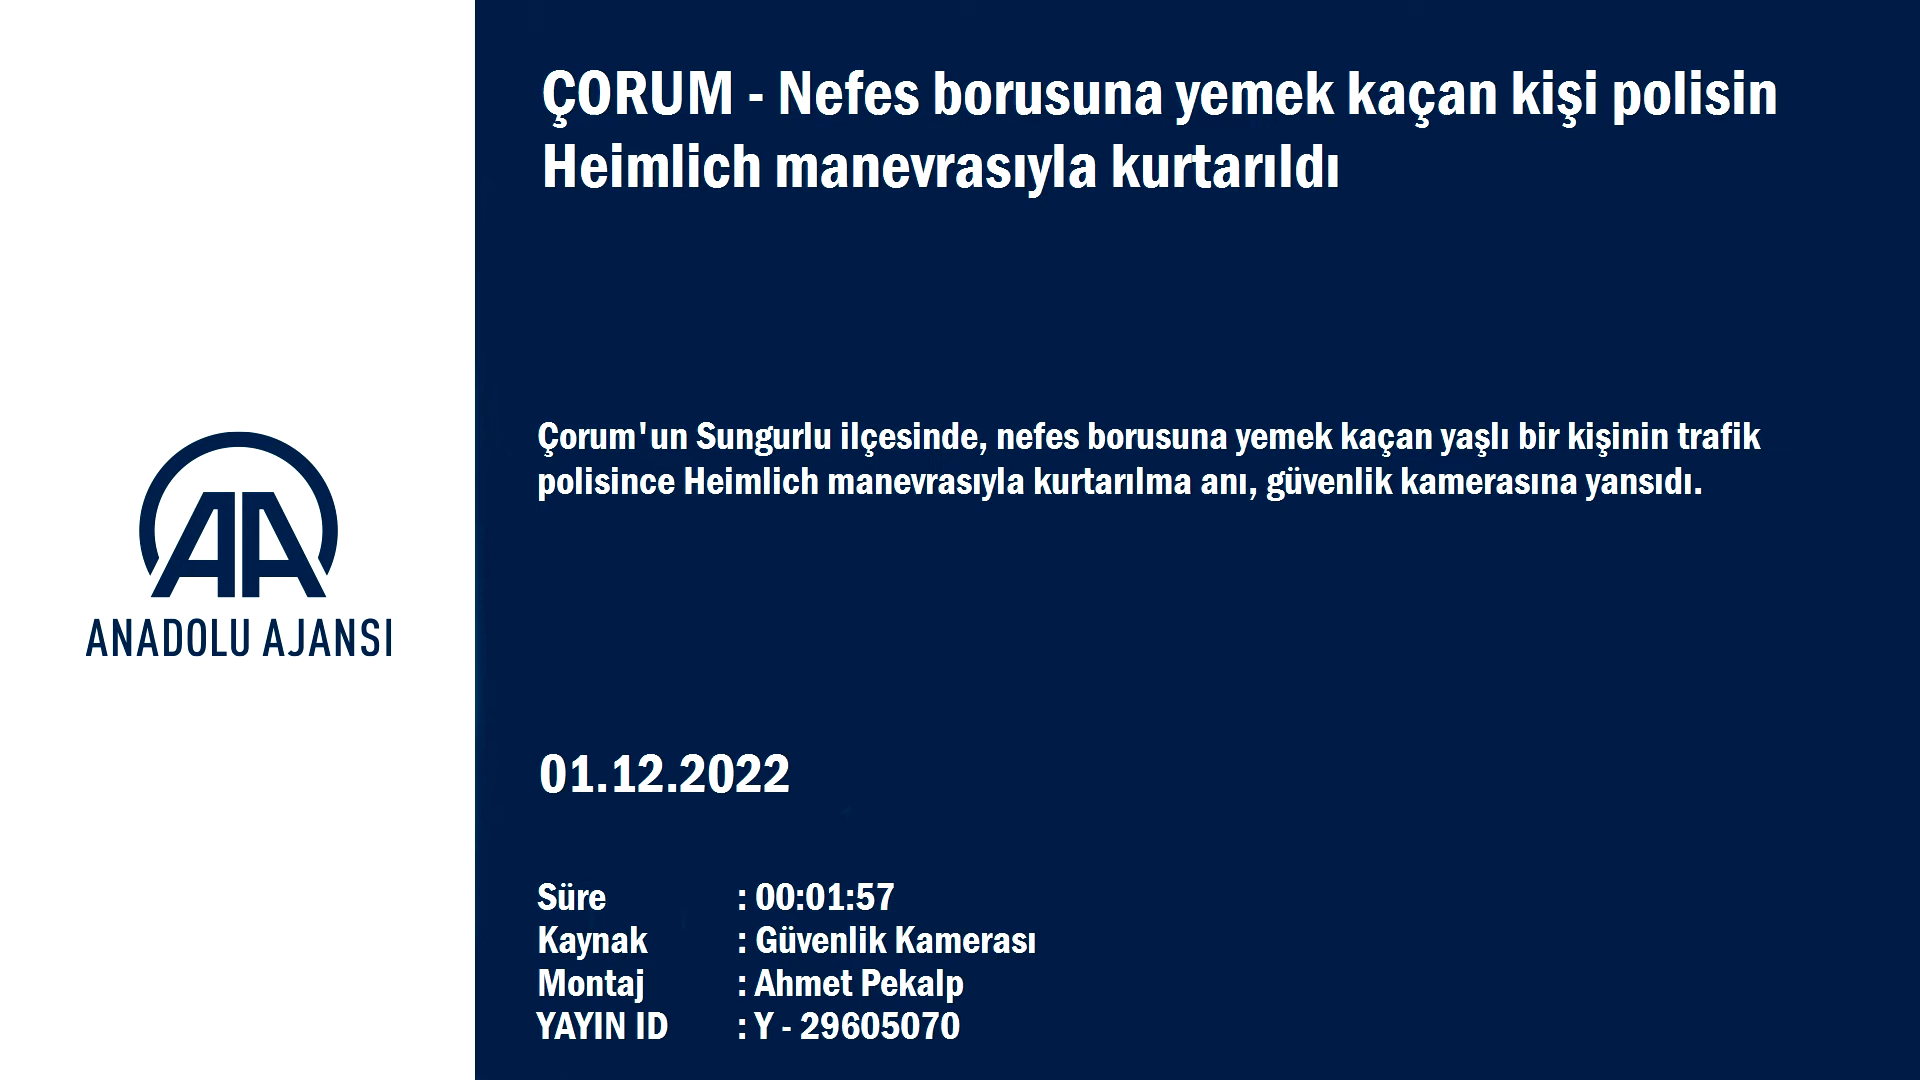 ÇORUM - Nefes borusuna yemek kaçan kişi polisin
Heimlich manevrasıyla kurtarıldı
Çorum'un Sungurlu ilçesinde, nefes borusuna yemek kaçan yaşlı bir kişinin trafik
polisince Heimlich manevrasıyla kurtarılma anı, güvenlik kamerasına yansıdı.
AA
ANADOLU AJANSI
01.12.2022
Süre : 00:01:57
Kaynak : Güvenlik Kamerası
Montaj : Ahmet Pekalp
YAYIN ID : Y - 29605070